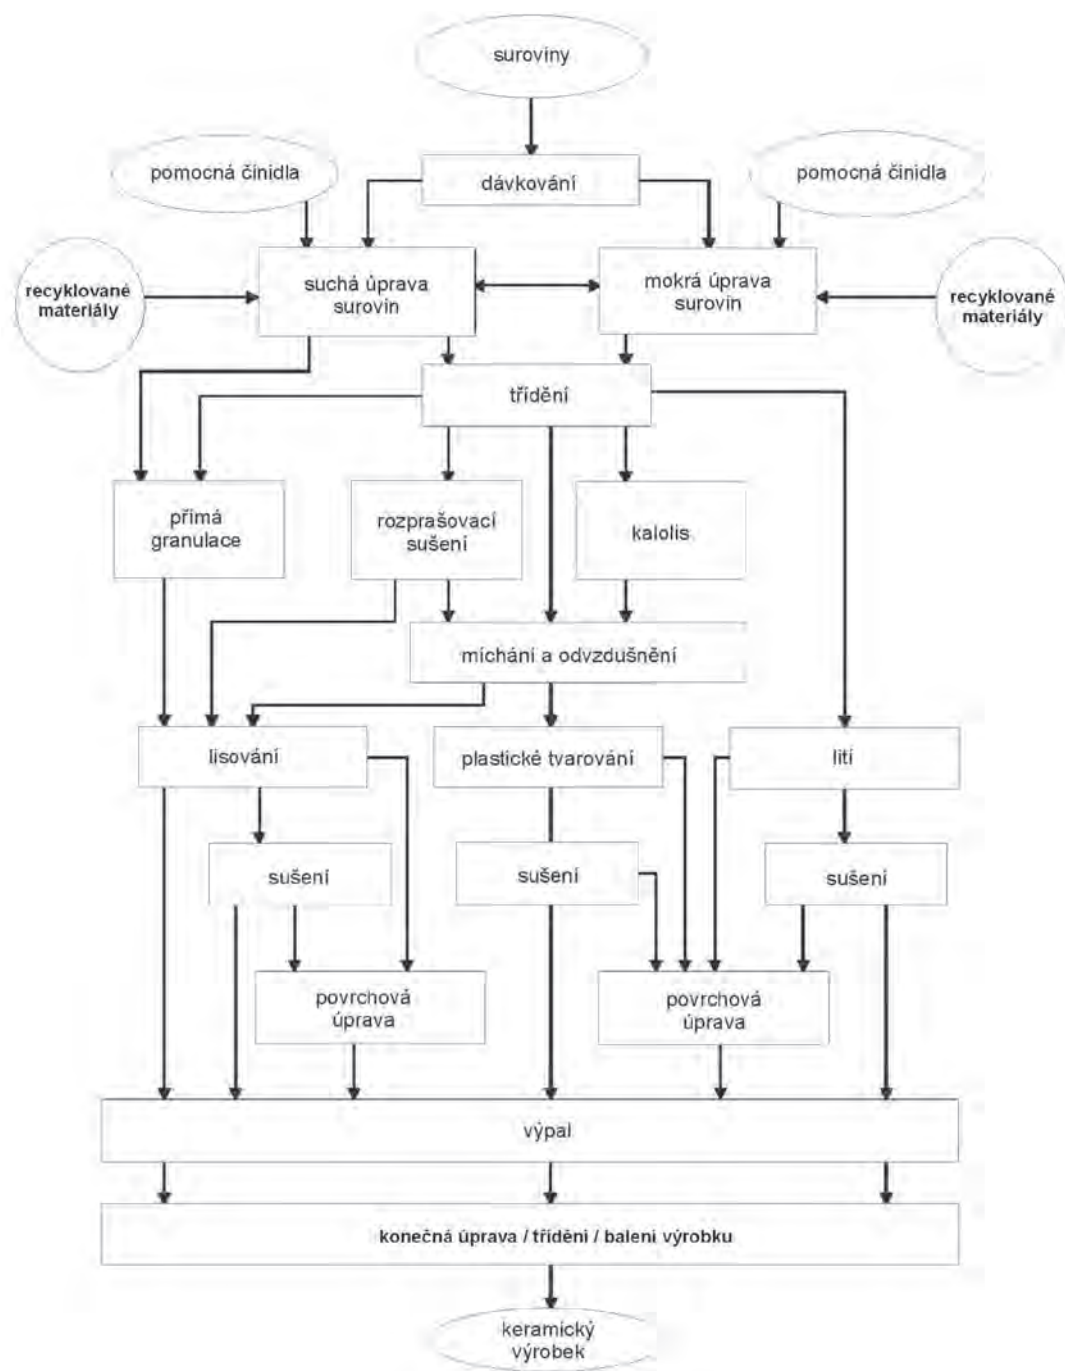 suroviny
pomocná činidla
dávkování
pomocná činidla
recyklované
materiály
suchá úprava
surovin
mokrá úprava
surovin
recyklované
materiály
třídění
přímá
granulace
rozprašovací
sušení
kalolis
míchání a odvzdušnění
lisování
plastické tvarování
lití
sušení
sušení
sušení
povrchová
úprava
povrchová
úprava
výpal
konečná úprava / třídění / balení výrobku
keramický
výrobek